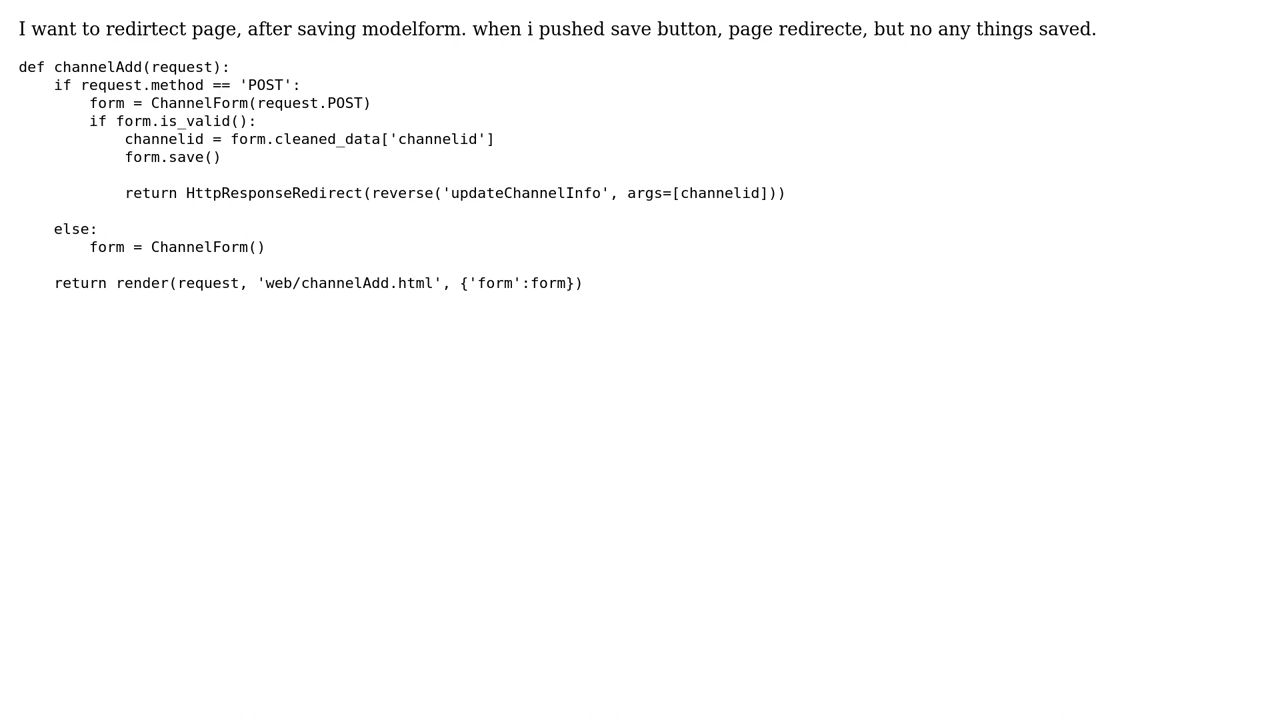 I want to redirtect page, after saving modelform. when i pushed save button, page redirecte, but no any things saved.
def channelAdd(request):
    if request.method == 'POST':
        form = ChannelForm(request.POST)
        if form.is_valid():
            channelid = form.cleaned_data['channelid']
            form.save()
            return HttpResponseRedirect(reverse('updateChannelInfo', args=[channelid]))
    else:
        form = ChannelForm()
    return render(request, 'web/channelAdd.html', {'form':form})